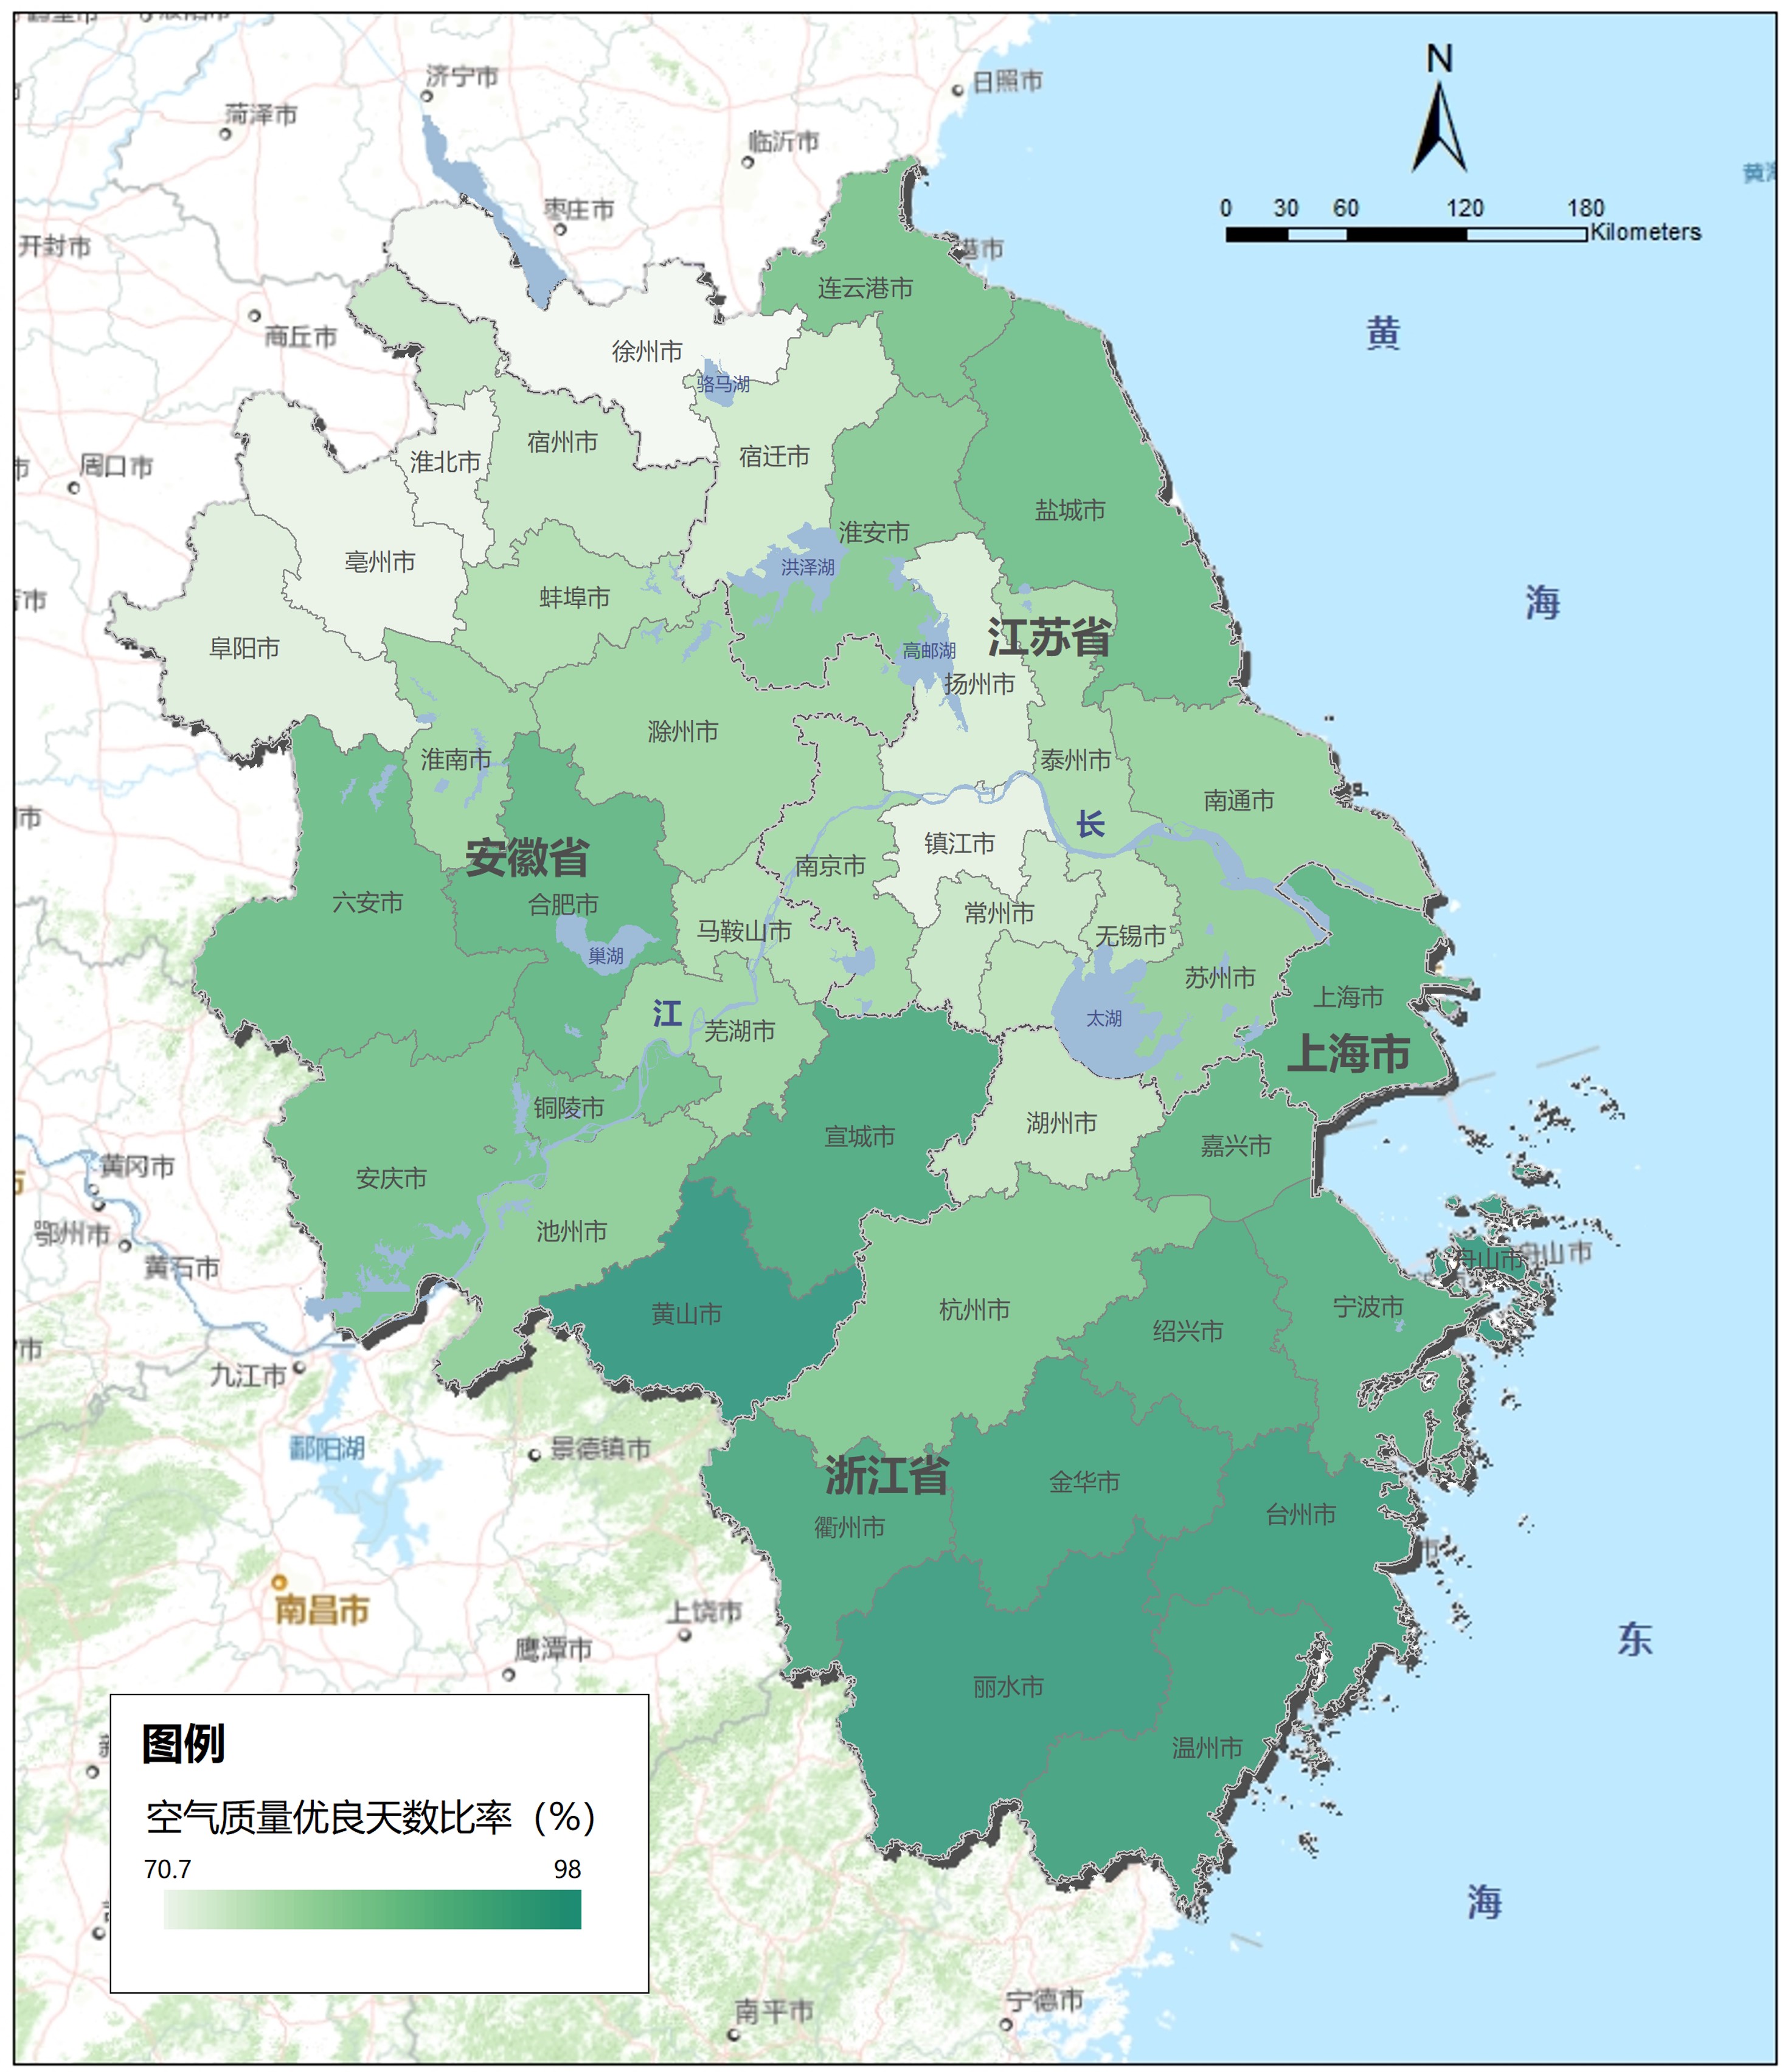 济宁市
菏泽市
日照市
临沂市
枣庄市
开封市
商丘市
周口市
港市
N
0 30 60 120 180
Kilometers
黄
海
连云港市
徐州市
骆马湖
宿州市
淮北市
宿迁市
盐城市
淮安市
亳州市
洪泽湖
蚌埠市
阜阳市
江苏省
高邮湖
扬州市
滁州市
淮南市
泰州市
南通市
长
镇江市
安徽省
南京市
六安市
合肥市
常州市
马鞍山市
无锡市
巢湖
苏州市
上海市
江
芜湖市
太湖
上海市
铜陵市
湖州市
宣城市
嘉兴市
黄冈市
安庆市
鄂州市
池州市
黄石市
舟山市
舟山市
黄山市
杭州市
宁波市
绍兴市
九江市
鄱阳湖
景德镇市
浙江省
金华市
台州市
衢州市
市
南昌市
上饶市
鹰潭市
东
丽水市
温州市
海
图例
空气质量优良天数比率（%）
70.7 98
南平市
宁德市